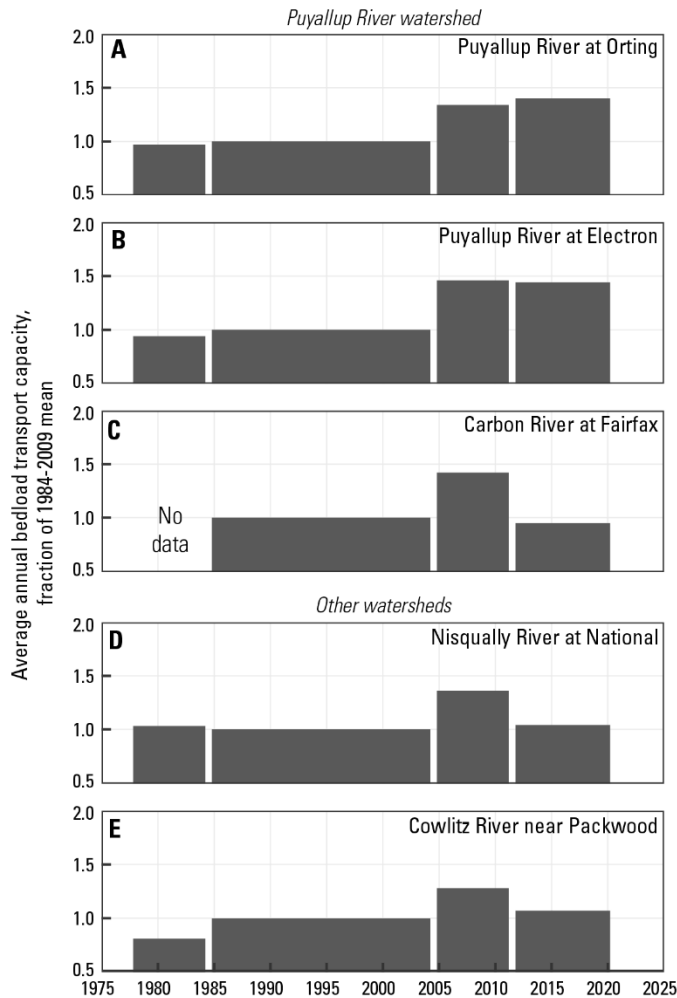 Puyallup River watershed
A
Puyallup River at Orting
2.0
1.5
1.0
0.5
B
Puyallup River at Electron
2.0
1.5
1.0
0.5
Average annual bedload transport capacity,
fraction of 1984-2009 mean
C
Carbon River at Fairfax
2.0
1.5
1.0
0.5
No
data
Other watersheds
D
Nisqually River at National
2.0
1.5
1.0
0.5
E
Cowlitz River near Packwood
2.0
1.5
1.0
0.5
1975 1980 1985 1990 1995 2000 2005 2010 2015 2020 2025